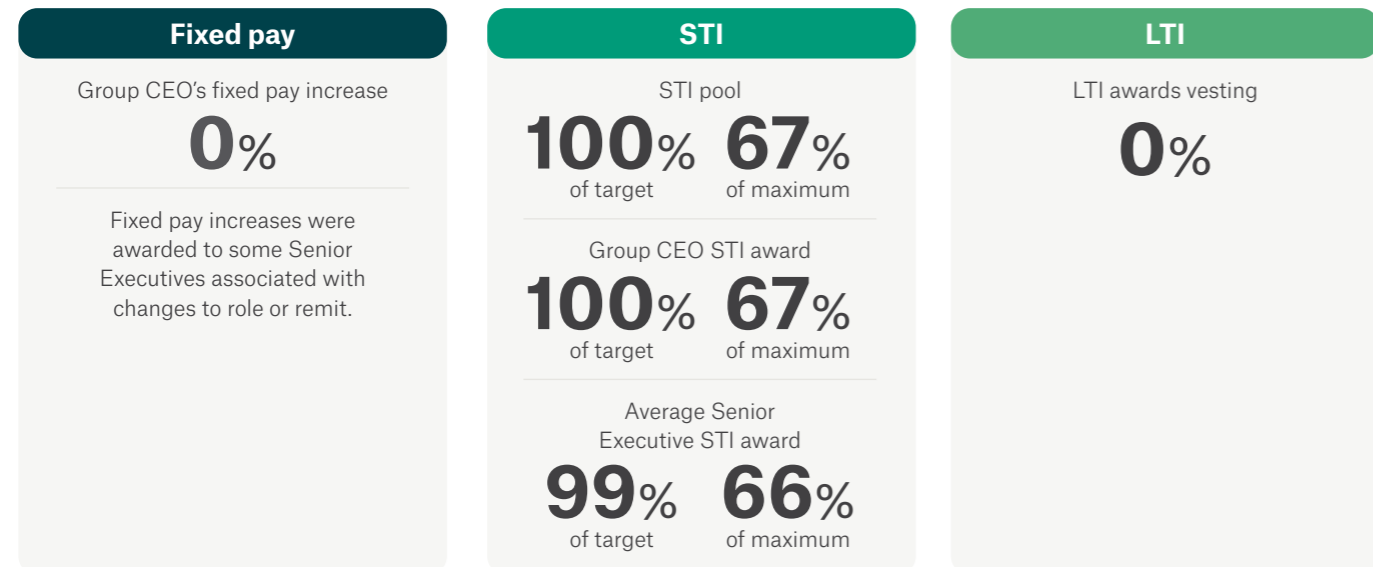 Fixed pay
Group CEO's fixed pay increase
0%
Fixed pay increases were
awarded to some Senior
Executives associated with
changes to role or remit.
STI
STI pool
100% 67%
of target of maximum
Group CEO STI award
100% 67%
of target of maximum
Average Senior
Executive STI award
99% 66%
of target of maximum
LTI
LTI awards vesting
0%